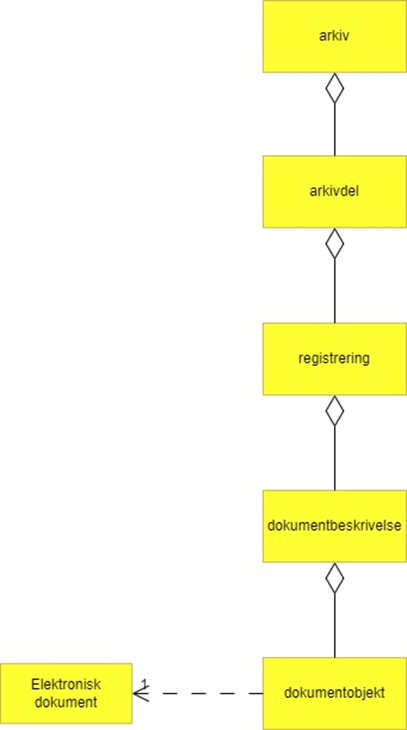 arkiv
arkivdel
registrering
dokumentbeskrivelse
Elektronisk
dokument
1
dokumentobjekt